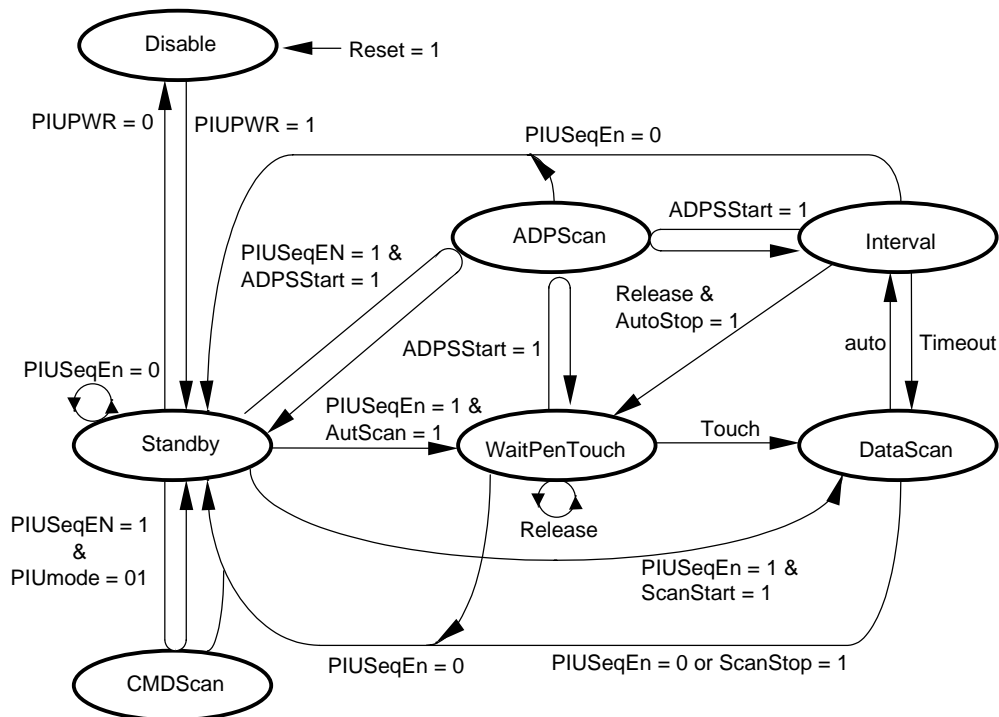 Disable
Reset = 1
PIUPWR = 0
PIUPWR = 1
PIUSeqEn = 0
ADPScan
ADPSStart = 1
Interval
PIUSeqEN = 1 &
ADPSStart = 1
Release &
AutoStop = 1
ADPSStart = 1
auto
Timeout
PIUSeqEn = 0
PIUSeqEn = 1 &
AutScan = 1
Standby
WaitPenTouch
Touch
DataScan
Release
PIUSeqEN = 1
&
PIUmode = 01
PIUSeqEn = 1 &
ScanStart = 1
PIUSeqEn = 0
PIUSeqEn = 0 or ScanStop = 1
CMDScan